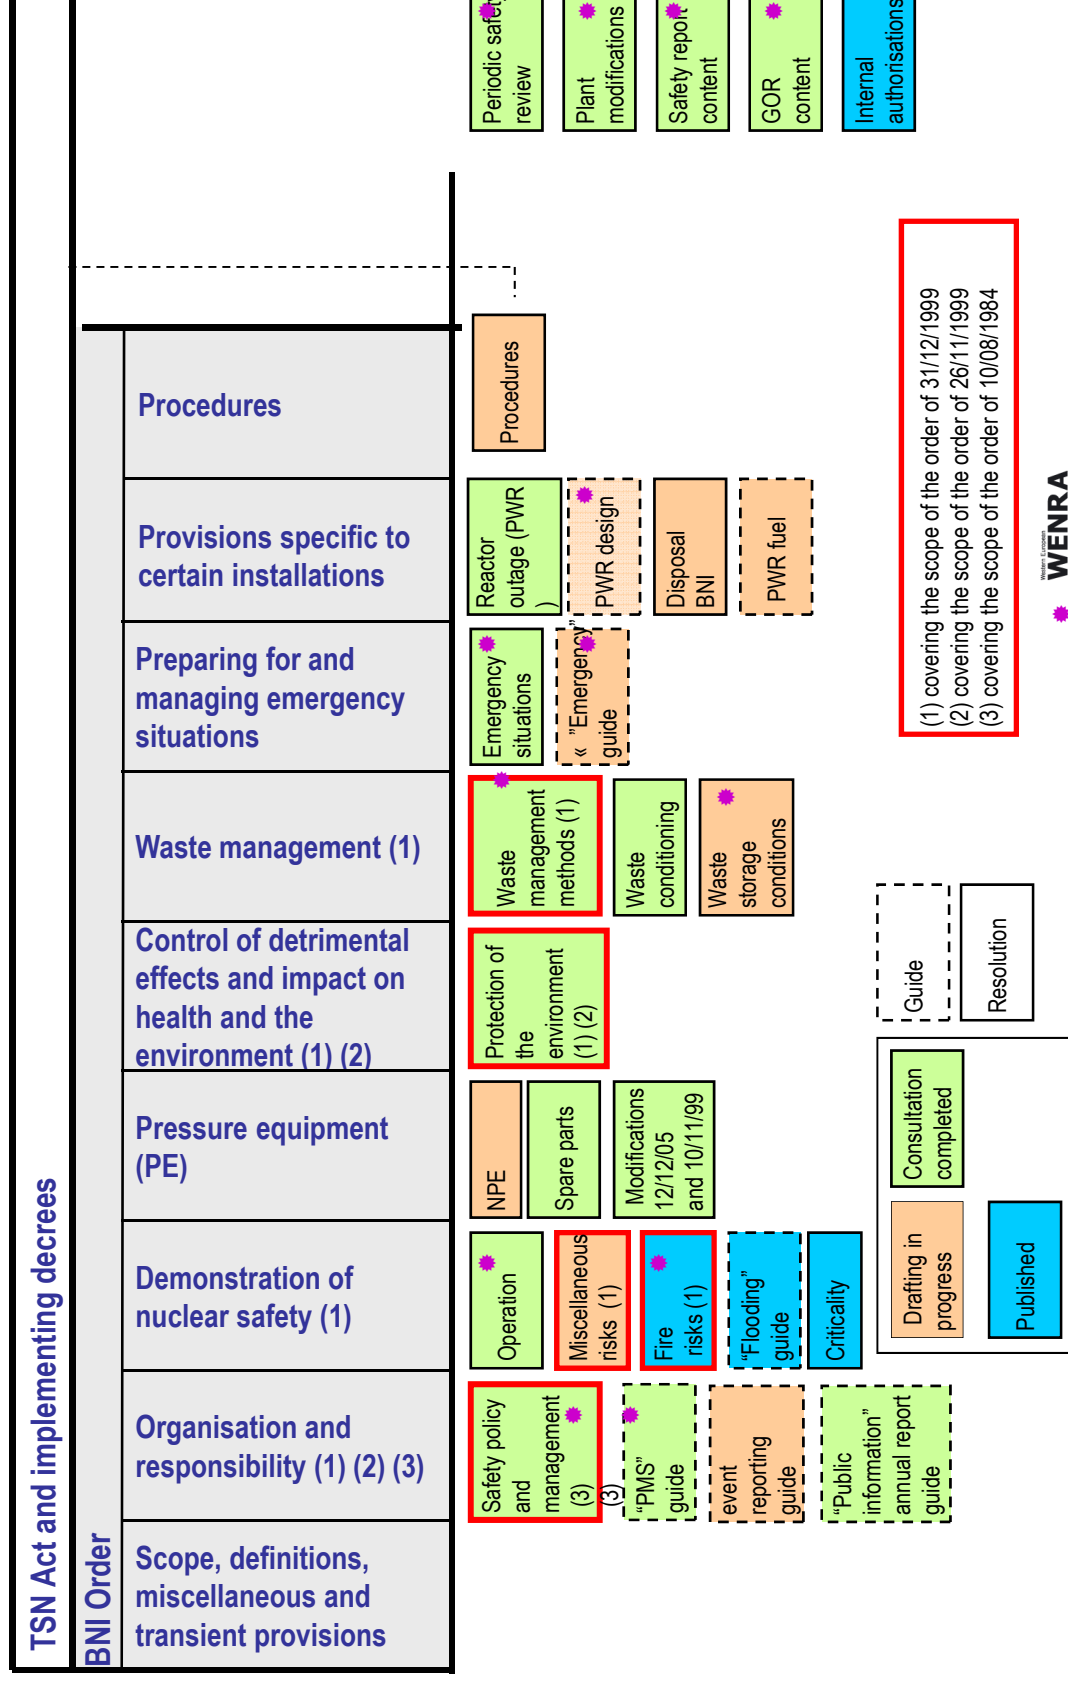 TSN Act and implementing decrees
BNI Order
Scope, definitions,
miscellaneous and
transient provisions
Organisation and
responsibility (1) (2) (3)
Demonstration of
nuclear safety (1)
Pressure equipment
(PE)
Control of detrimental
effects and impact on
health and the
environment (1) (2)
Waste management (1)
Preparing for and
managing emergency
situations
Provisions specific to
certain installations
Procedures
Safety policy
and
management
(3)
(3)
“PMS”
guide
event
reporting
guide
“Public
information”
annual report
guide
Operation
Miscellaneous
risks (1)
Fire
risks (1)
“Flooding”
guide
Criticality
NPE
Spare parts
Modifications
12/12/05
and 10/11/99
Protection of
the
environment
(1) (2)
Waste
management
methods (1)
Waste
conditioning
Waste
storage
conditions
Emergency
situations
« ”Emergency”
guide
Reactor
outage (PWR
)
PWR design
Disposal
BNI
PWR fuel
Procedures
Periodic safety
review
Plant
modifications
Safety report
content
GOR
content
Internal
authorisations
Drafting in
progress
Consultation
completed
Published
Guide
Resolution
(1) covering the scope of the order of 31/12/1999
(2) covering the scope of the order of 26/11/1999
(3) covering the scope of the order of 10/08/1984
Western European
WENRA